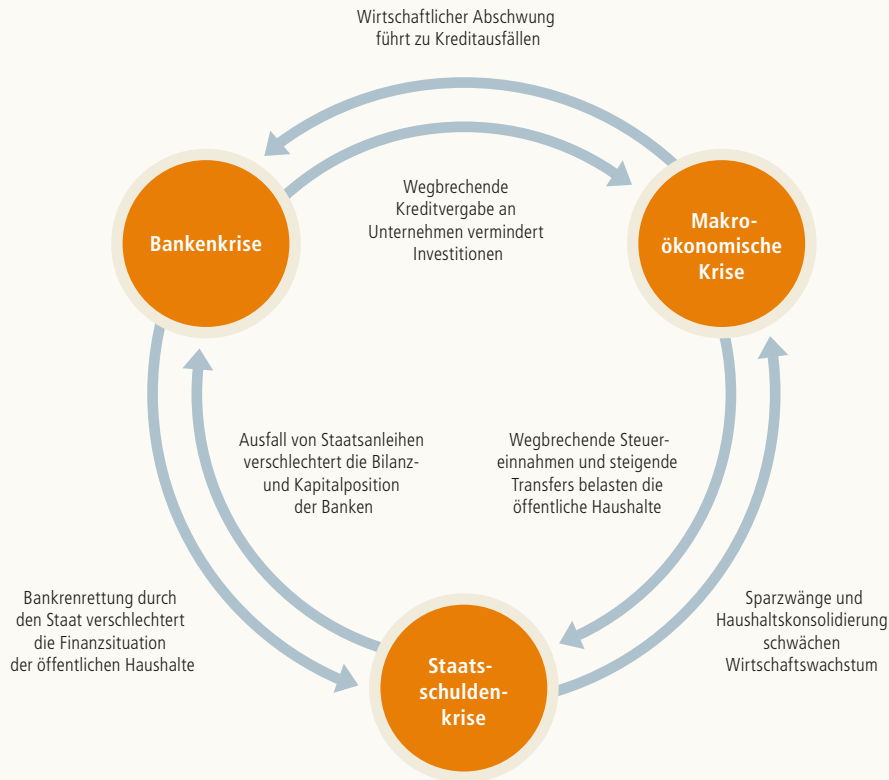 Wirtschaftlicher Abschwung
führt zu Kreditausfällen
Wegbrechende
Kreditvergabe an
Unternehmen vermindert
Investitionen
Bankenkrise
Makro-
ökonomische
Krise
Ausfall von Staatsanleihen
verschlechtert die Bilanz-
und Kapitalposition
der Banken
Wegbrechende Steuer-
einnahmen und steigende
Transfers belasten die
öffentliche Haushalte
Bankrenrettung durch
den Staat verschlechtert
die Finanzsituation
der öffentlichen Haushalte
Sparzwänge und
Haushaltskonsolidierung
schwächen
Wirtschaftswachstum
Staats-
schulden-
krise